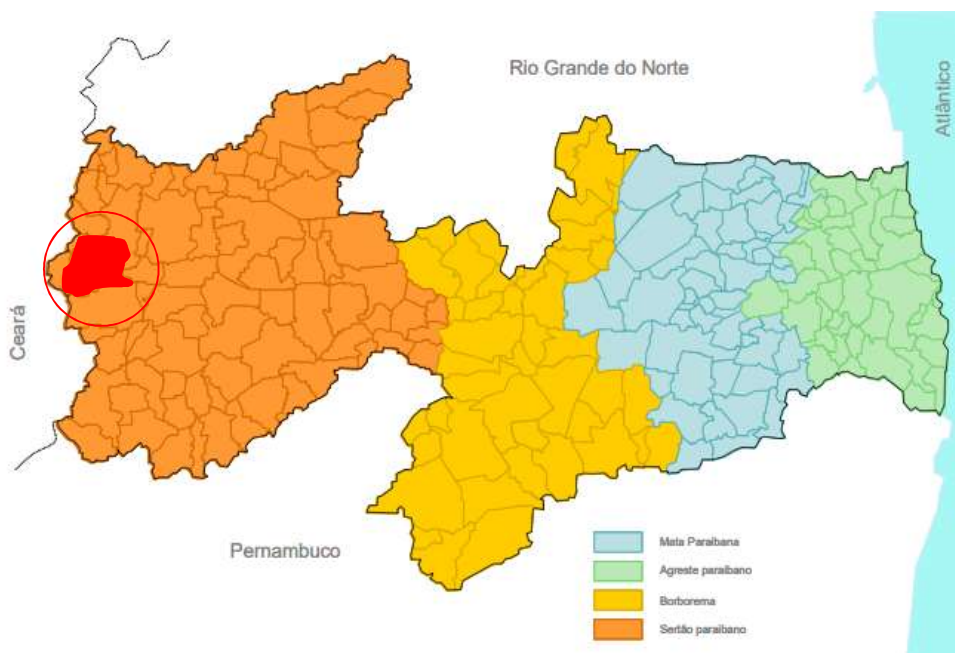 Rio Grande do Norte
Atlântico
Ceará
Pernambuco
Mata Paraibana
Agreste paraibano
Borborema
Sertão paraibano